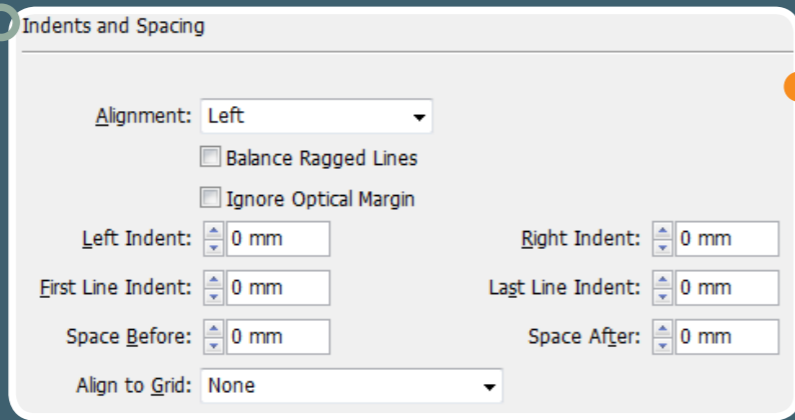 Indents and Spacing
Alignment: Left
Balance Ragged Lines
Ignore Optical Margin
Left Indent: 0 mm Right Indent: 0 mm
First Line Indent: 0 mm Last Line Indent: 0 mm
Space Before: 0 mm Space After: 0 mm
Align to Grid: None